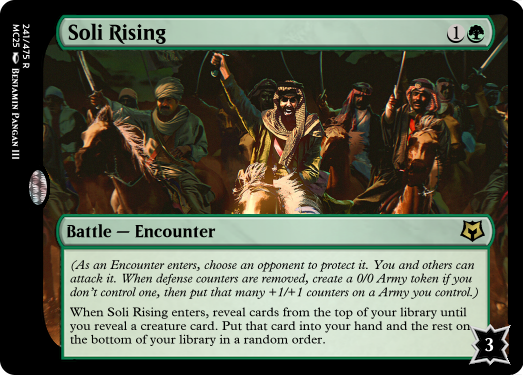 Soli Rising
1
241/475 R
MC25 Benjamin Pangan III
Battle — Encounter
(As an Encounter enters, choose an opponent to protect it. You and others can
attack it. When defense counters are removed, create a 0/0 Army token if you
don't control one, then put that many +1/+1 counters on a Army you control.)
When Soli Rising enters, reveal cards from the top of your library until
you reveal a creature card. Put that card into your hand and the rest on
the bottom of your library in a random order.
3